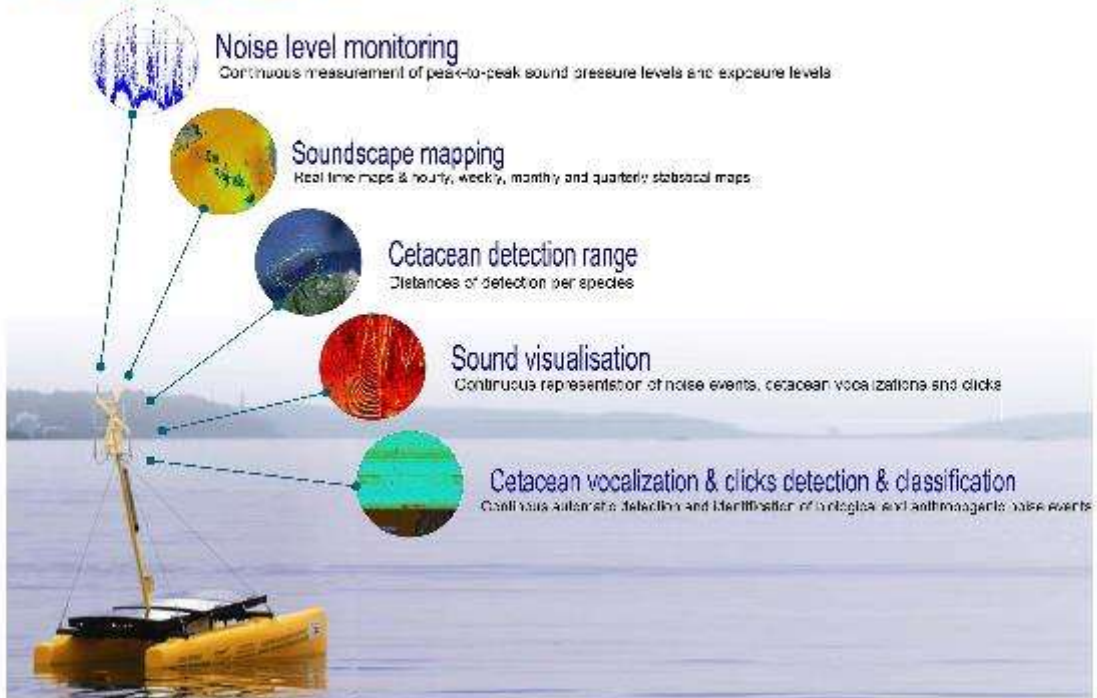 Noise level monitoring
Continuous measurement of peak-to-peak sound pressure levels and exposure levels
Soundscape mapping
Real time maps & hourly, weekly, monthly and quarterly statistical maps
Cetacean detection range
Distances of detection per species
Sound visualisation
Continuous representation of noise events, cetacean vocalizations and clicks
Cetacean vocalization & clicks detection & classification
Continous automatic detection and identification of biological and anthropogenic noise events